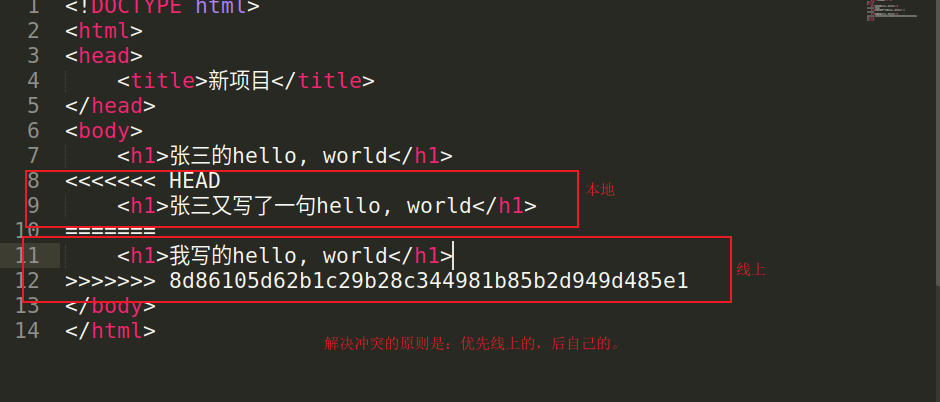 1 <!DOCTYPE html>
2 <html>
3 <head>
4 <title>新项目</title>
5 </head>
6 <body>
7 <h1>张三的hello, world</h1>
8 <<<<<<< HEAD
本地
9 <h1>张三又写了一句hello, world</h1>
10 =======
11 <h1>我写的hello, world</h1>
线上
12 >>>>>>> 8d86105d62b1c29b28c344981b85b2d949d485e1
13 </body>
14 </html>
解决冲突的原则是：优先线上的，后自己的。